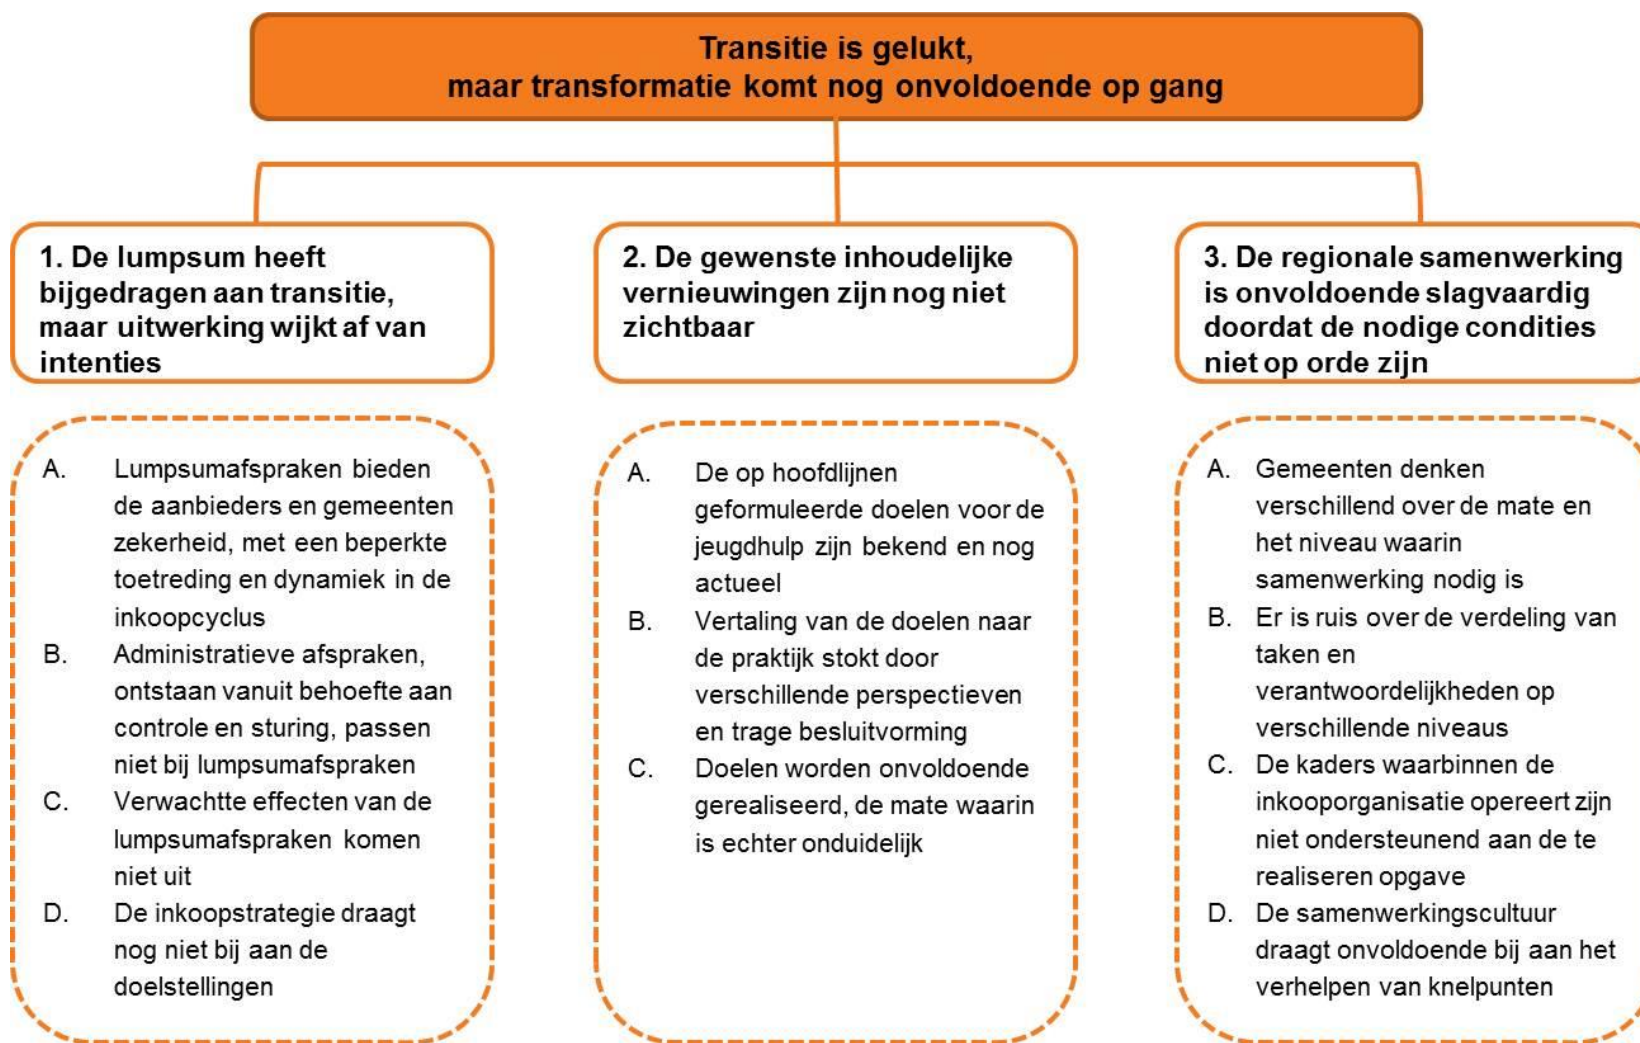 Transitie is gelukt,
maar transformatie komt nog onvoldoende op gang
1. De lumpsum heeft
bijgedragen aan transitie,
maar uitwerking wijkt af van
intenties
A. Lumpsumafspraken bieden
de aanbieders en gemeenten
zekerheid, met een beperkte
toetreding en dynamiek in de
inkoopcyclus
B. Administratieve afspraken,
ontstaan vanuit behoefte aan
controle en sturing, passen
niet bij lumpsumafspraken
C. Verwachtte effecten van de
lumpsumafspraken komen
niet uit
D. De inkoopstrategie draagt
nog niet bij aan de
doelstellingen
2. De gewenste inhoudelijke
vernieuwingen zijn nog niet
zichtbaar
A. De op hoofdlijnen
geformuleerde doelen voor de
jeugdhulp zijn bekend en nog
actueel
B. Vertaling van de doelen naar
de praktijk stokt door
verschillende perspectieven
en trage besluitvorming
C. Doelen worden onvoldoende
gerealiseerd, de mate waarin
is echter onduidelijk
3. De regionale samenwerking
is onvoldoende slagvaardig
doordat de nodige condities
niet op orde zijn
A. Gemeenten denken
verschillend over de mate en
het niveau waarin
samenwerking nodig is
B. Er is ruis over de verdeling van
taken en
verantwoordelijkheden op
verschillende niveaus
C. De kaders waarbinnen de
inkooporganisatie opereert zijn
niet ondersteunend aan de te
realiseren opgave
D. De samenwerkingscultuur
draagt onvoldoende bij aan het
verhelpen van knelpunten